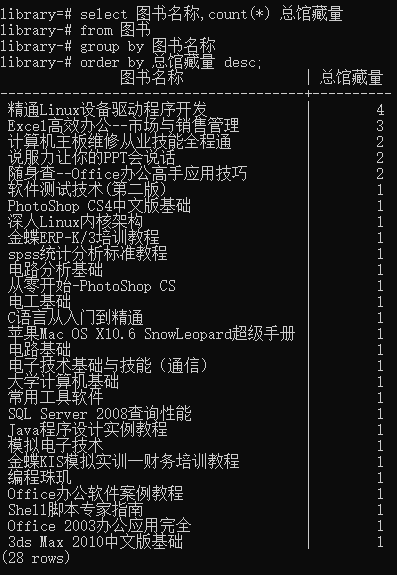 library=# select 图书名称,count(*) 总馆藏量
library-# from 图书
library-# group by 图书名称
library-# order by 总馆藏量 desc;
图书名称 | 总馆藏量
精通Linux设备驱动程序开发 | 4
Excel高效办公--市场与销售管理 | 3
计算机主板维修从业技能全程通 | 2
说服力让你的PPT会说话 | 2
随身查--Office办公高手应用技巧 | 2
软件测试技术(第二版) | 1
PhotoShop CS4中文版基础 | 1
深入Linux内核架构 | 1
金蝶ERP-K/3培训教程 | 1
spss统计分析标准教程 | 1
电路分析基础 | 1
从零开始-PhotoShop CS | 1
电工基础 | 1
C语言从入门到精通 | 1
苹果Mac OS X10.6 SnowLeopard超级手册 | 1
电路基础 | 1
电子技术基础与技能（通信） | 1
大学计算机基础 | 1
常用工具软件 | 1
SQL Server 2008查询性能 | 1
Java程序设计实例教程 | 1
模拟电子技术 | 1
金蝶KIS模拟实训—财务培训教程 | 1
编程珠玑 | 1
Office办公软件案例教程 | 1
Shell脚本专家指南 | 1
Office 2003办公应用完全 | 1
3ds Max 2010中文版基础 | 1
(28 rows)